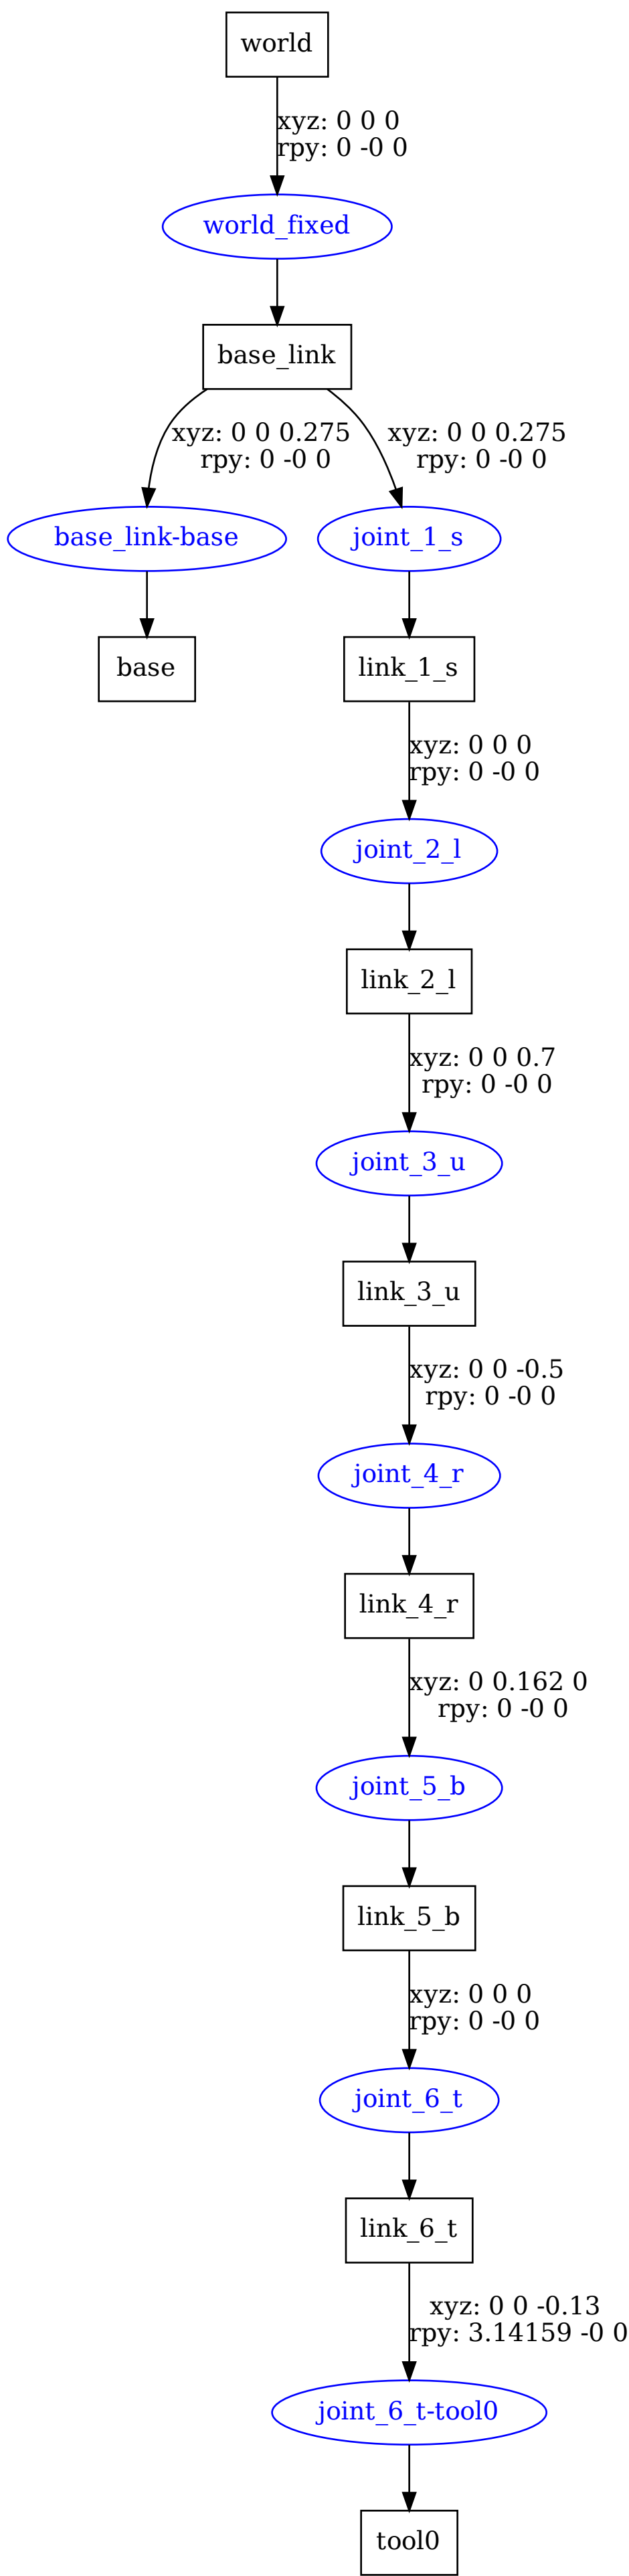 world
xyz: 0 0 0
rpy: 0 -0 0
world_fixed
base_link
xyz: 0 0 0.275
rpy: 0 -0 0
xyz: 0 0 0.275
rpy: 0 -0 0
base_link-base
joint_1_s
base
link_1_s
xyz: 0 0 0
rpy: 0 -0 0
joint_2_l
link_2_l
xyz: 0 0 0.7
rpy: 0 -0 0
joint_3_u
link_3_u
xyz: 0 0 -0.5
rpy: 0 -0 0
joint_4_r
link_4_r
xyz: 0 0.162 0
rpy: 0 -0 0
joint_5_b
link_5_b
xyz: 0 0 0
rpy: 0 -0 0
joint_6_t
link_6_t
xyz: 0 0 -0.13
rpy: 3.14159 -0 0
joint_6_t-tool0
tool0